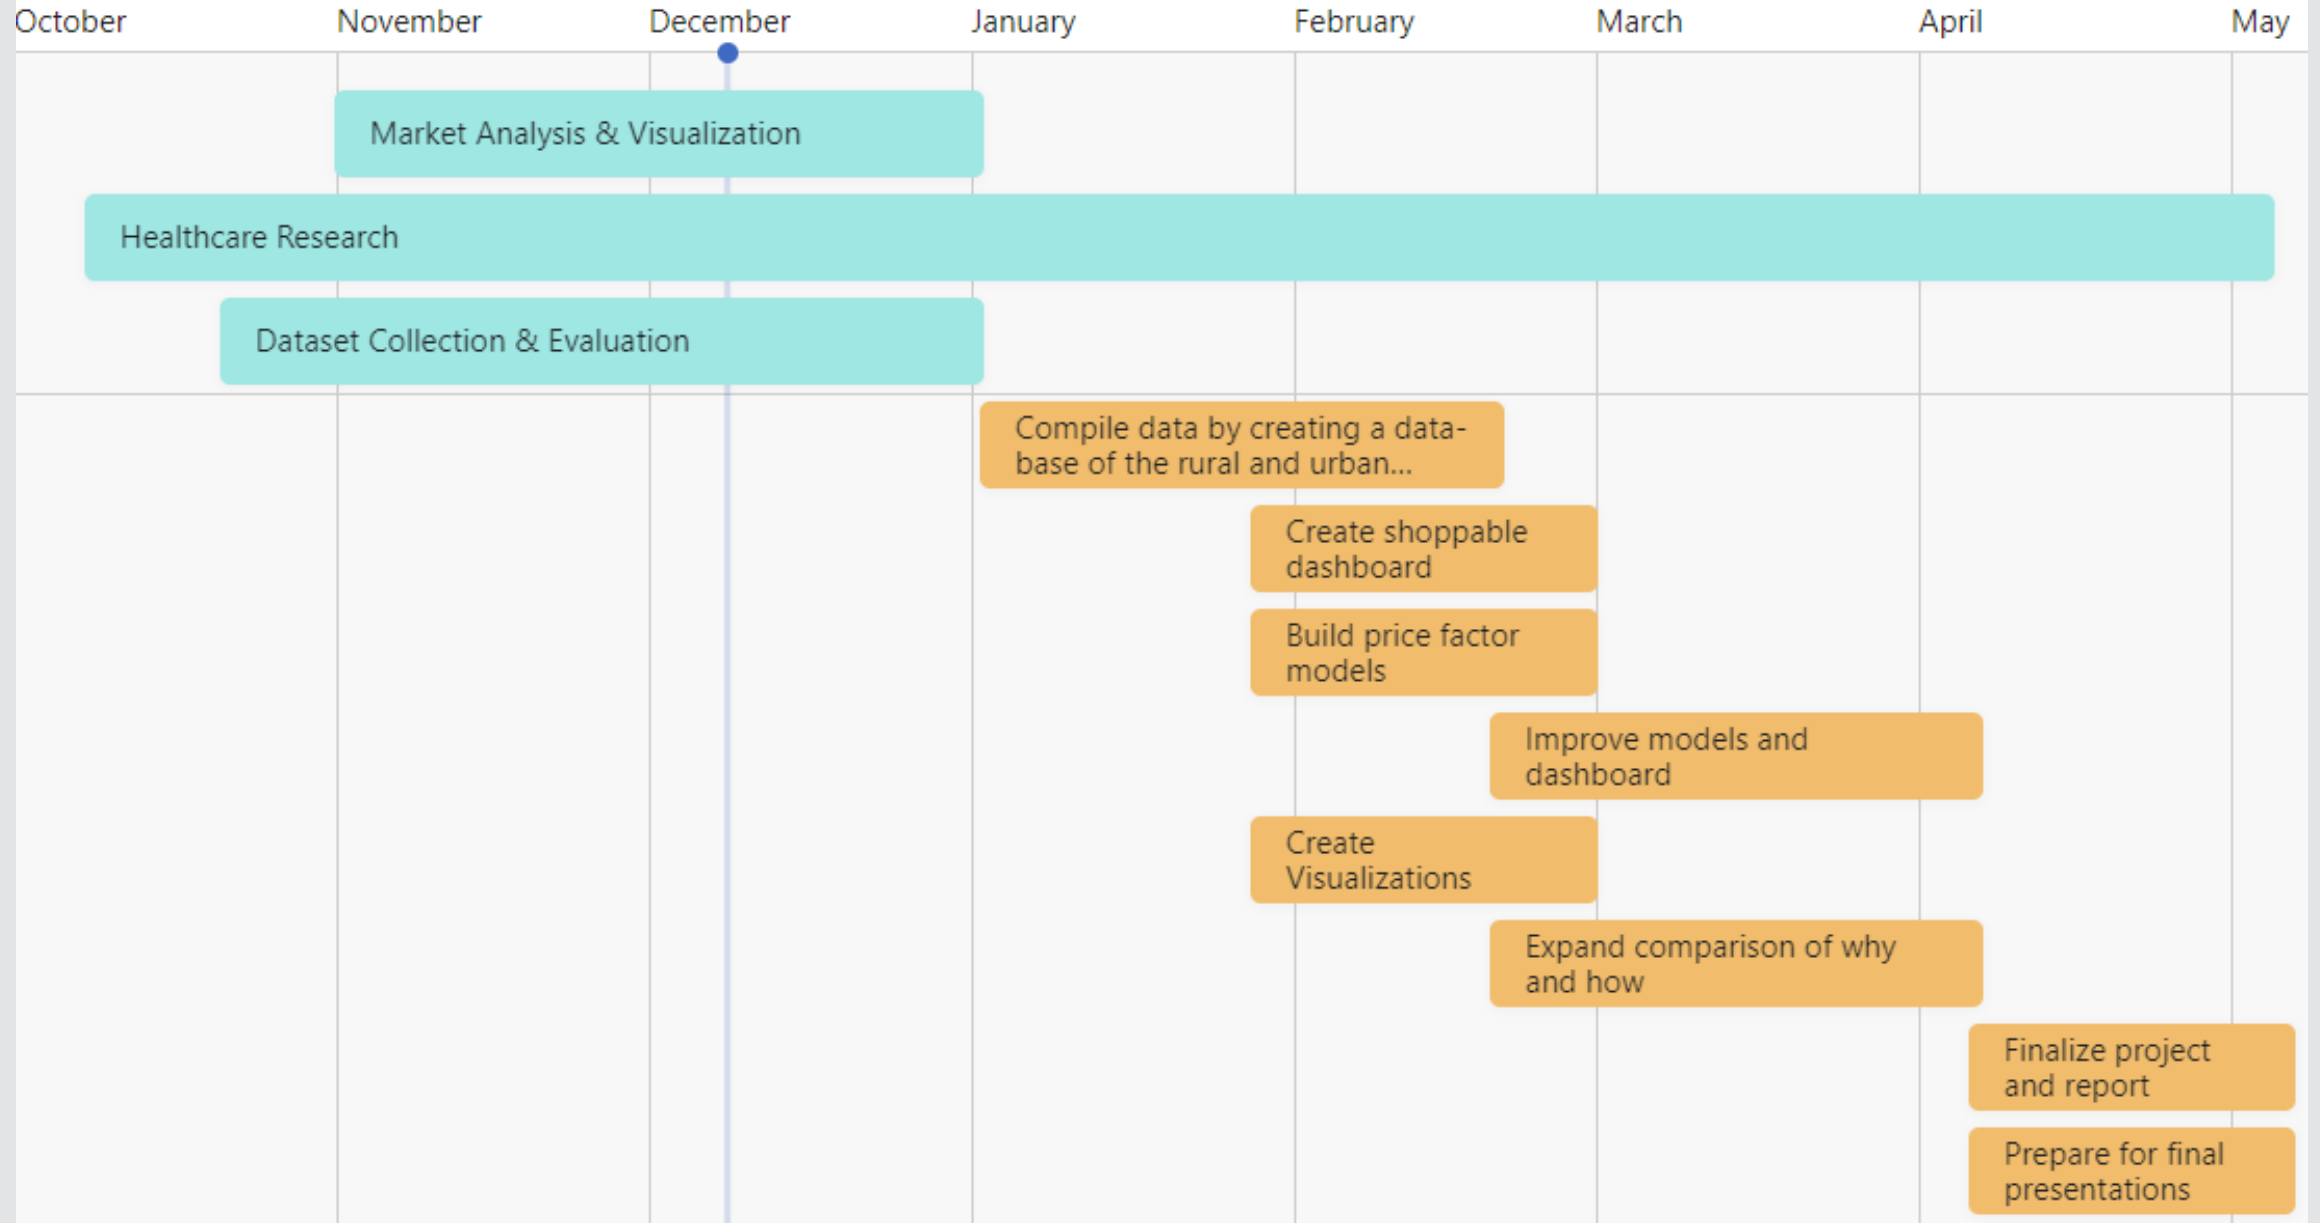 October November December January February March April May
Market Analysis & Visualization
Healthcare Research
Dataset Collection & Evaluation
Compile data by creating a data-
base of the rural and urban...
Create shoppable
dashboard
Build price factor
models
Improve models and
dashboard
Create
Visualizations
Expand comparison of why
and how
Finalize project
and report
Prepare for final
presentations